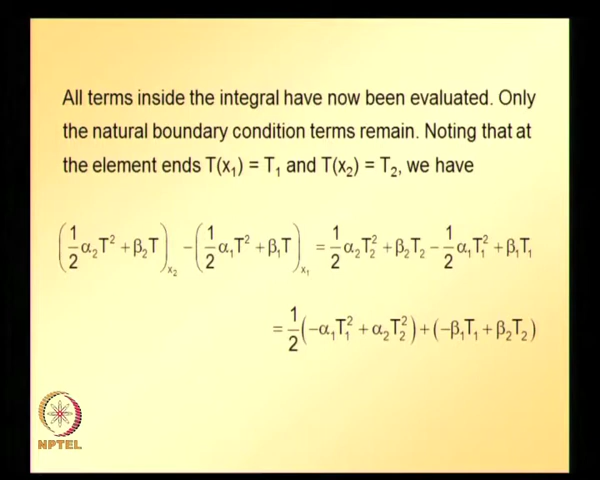 All terms inside the integral have now been evaluated. Only
the natural boundary condition terms remain. Noting that at
the element ends T(x₁) = T₁ and T(x₂) = T₂, we have
(1/2 α₂T² + β₂T)ₓ₂ − (1/2 α₁T² + β₁T)ₓ₁ = 1/2 α₂T₂² + β₂T₂ − 1/2 α₁T₁² + β₁T₁
= 1/2 (−α₁T₁² + α₂T₂²) + (−β₁T₁ + β₂T₂)
NPTEL